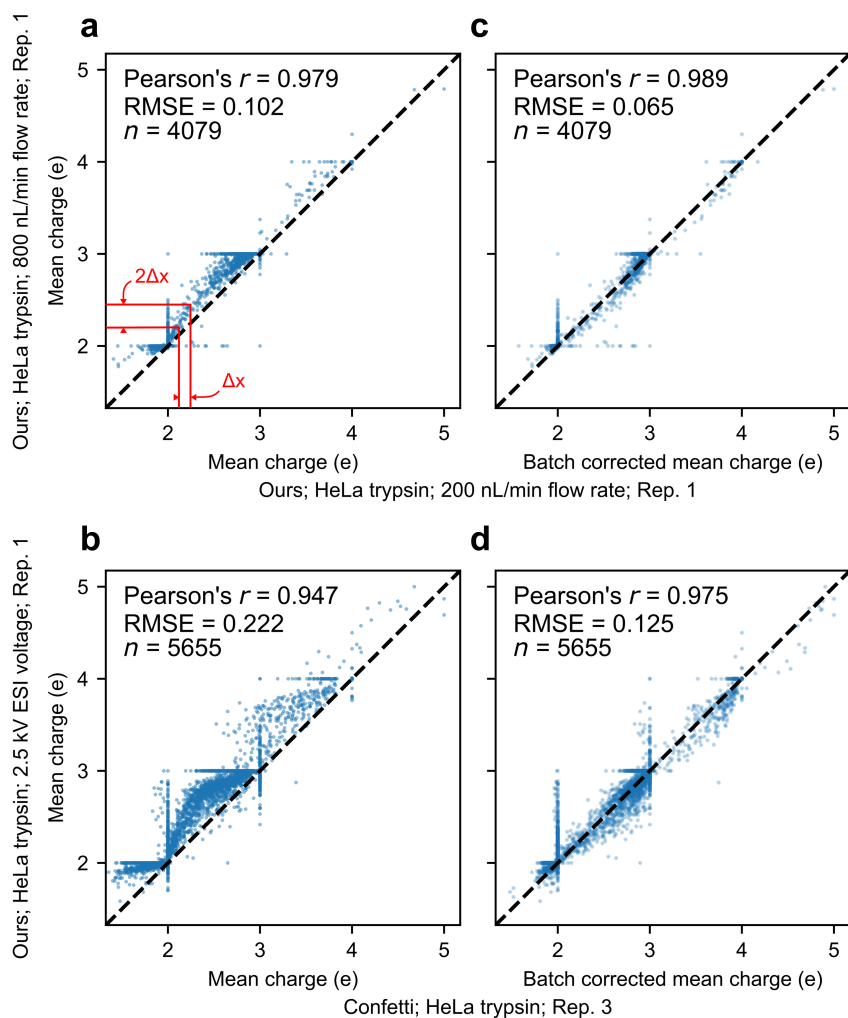 a
Ours; HeLa trypsin; 800 nL/min flow rate; Rep. 1
Mean charge (e)
5
4
3
2
Pearson's r = 0.979
RMSE = 0.102
n = 4079
2Δx
Δx
2
3
4
5
Mean charge (e)
c
Pearson's r = 0.989
RMSE = 0.065
n = 4079
2
3
4
5
Batch corrected mean charge (e)
Ours; HeLa trypsin; 200 nL/min flow rate; Rep. 1
b
Ours; HeLa trypsin; 2.5 kV ESI voltage; Rep. 1
Mean charge (e)
5
4
3
2
Pearson's r = 0.947
RMSE = 0.222
n = 5655
2
3
4
5
Mean charge (e)
d
Pearson's r = 0.975
RMSE = 0.125
n = 5655
2
3
4
5
Batch corrected mean charge (e)
Confetti; HeLa trypsin; Rep. 3